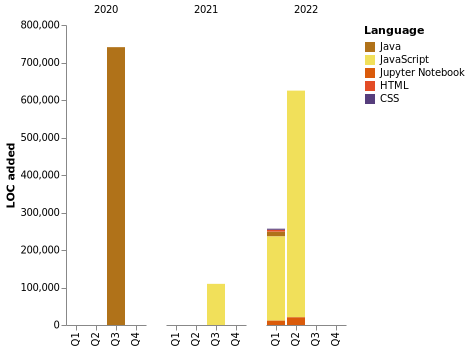 2020 2021 2022
Language
Java
JavaScript
Jupyter Notebook
HTML
CSS
LOC added
800,000
700,000
600,000
500,000
400,000
300,000
200,000
100,000
0
Q1 Q2 Q3 Q4 Q1 Q2 Q3 Q4 Q1 Q2 Q3 Q4